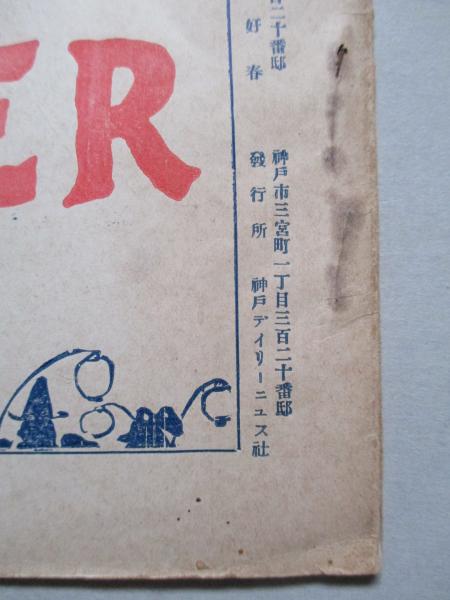 ER
二十番邸
好春
神戸市三宮町一丁目三百二十番邸
發行所 神戸デイリーニュス社